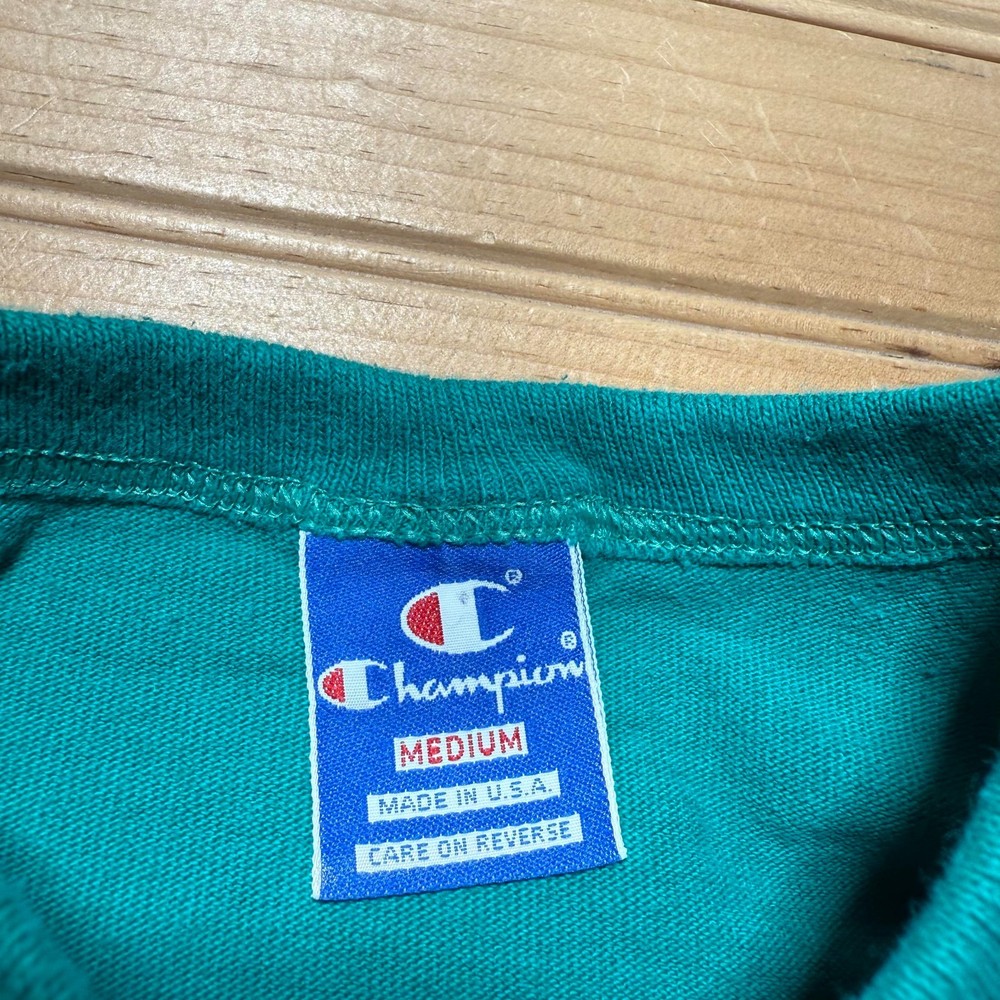 ®
Champion®
MEDIUM
MADE IN U.S.A.
CARE ON REVERSE